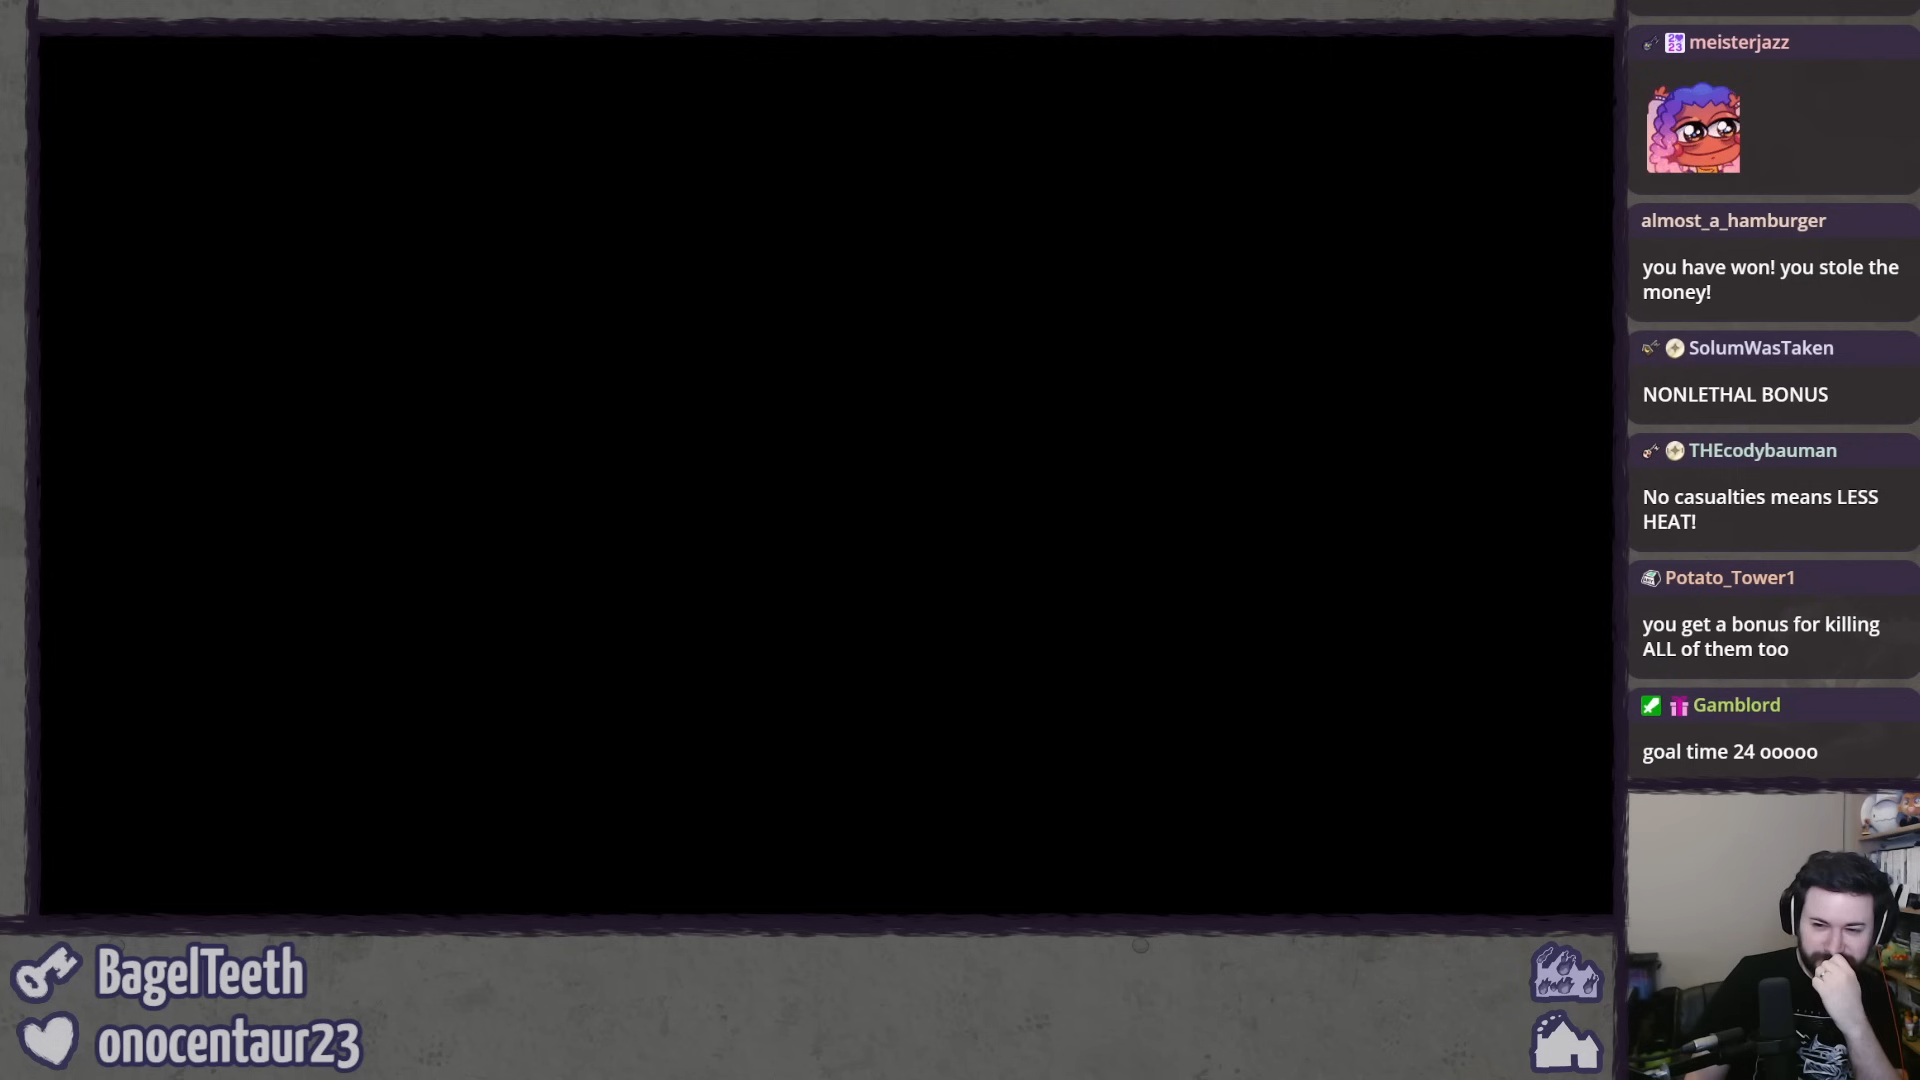 meisterjazz
almost_a_hamburger
you have won! you stole the
money!
SolumWasTaken
NONLETHAL BONUS
THEcodybauman
No casualties means LESS
HEAT!
Potato_Tower1
you get a bonus for killing
ALL of them too
Gamblord
goal time 24 ooooo
BagelTeeth
onocentaur23